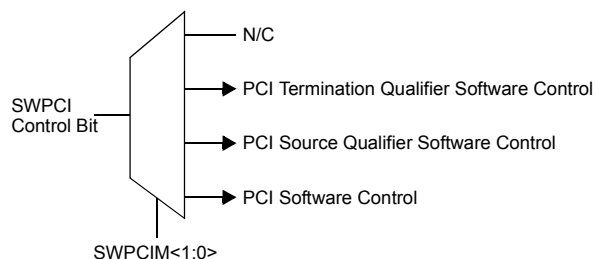 N/C
PCI Termination Qualifier Software Control
SWPCI
Control Bit
PCI Source Qualifier Software Control
PCI Software Control
SWPCIM<1:0>